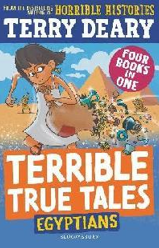 HORRIBLE HISTORIES
TERRY DEARY
FOUR
BOOKS IN
ONE
TERRIBLE
TRUE TALES
EGYPTIANS
BLOOMSBURY